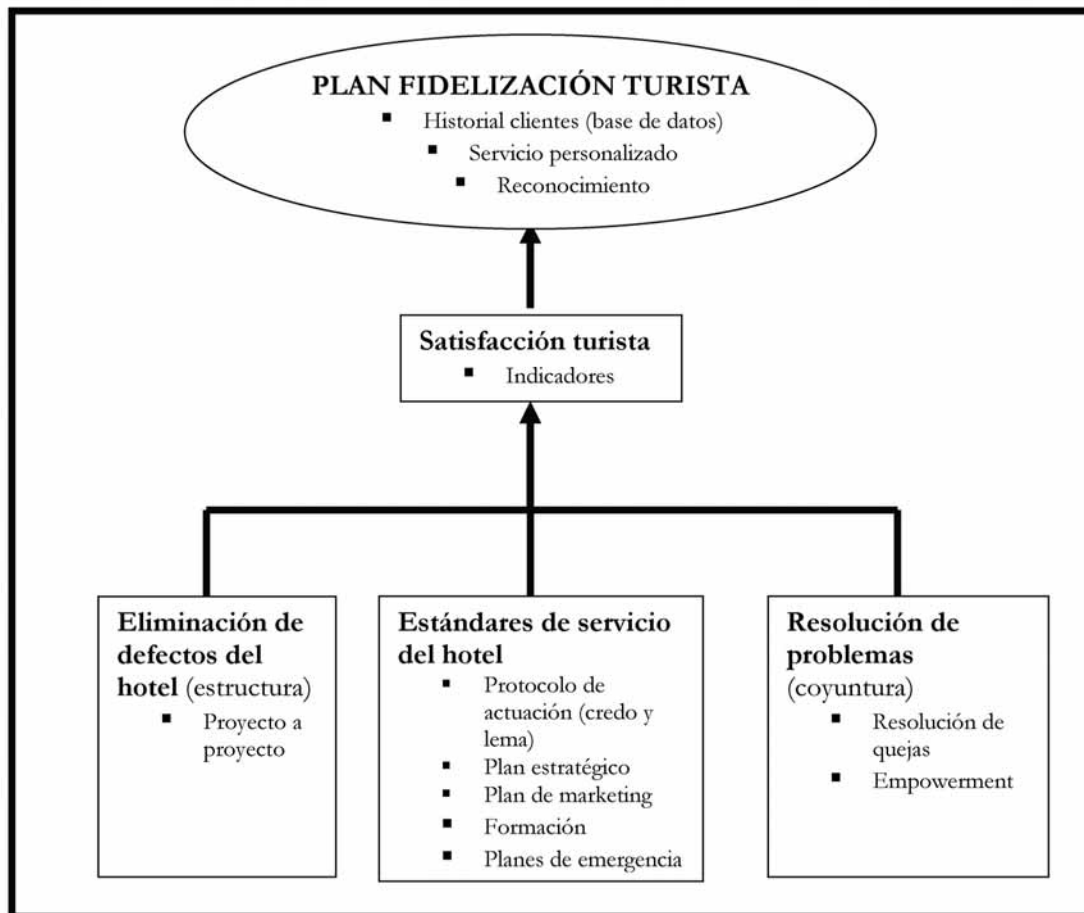 PLAN FIDELIZACIÓN TURISTA
▪ Historial clientes (base de datos)
▪ Servicio personalizado
▪ Reconocimiento
Satisfacción turista
▪ Indicadores
Eliminación de
defectos del
hotel (estructura)
▪ Proyecto a
proyecto
Estándares de servicio
del hotel
▪ Protocolo de
actuación (credo y
lema)
▪ Plan estratégico
▪ Plan de marketing
▪ Formación
▪ Planes de emergencia
Resolución de
problemas
(coyuntura)
▪ Resolución de
quejas
▪ Empowerment